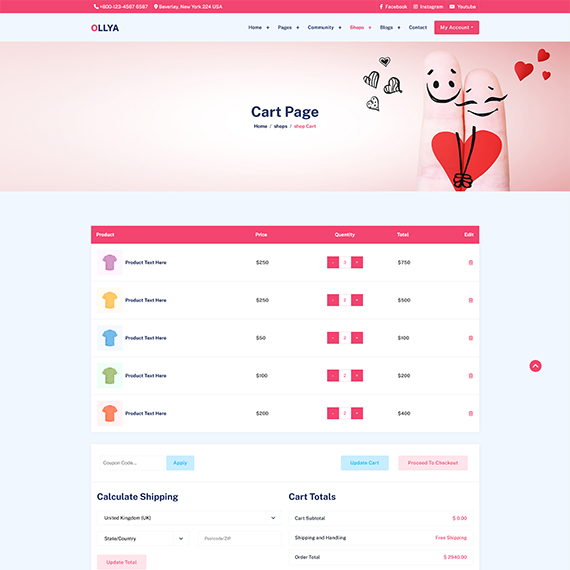 +800-123-4567 6587 Beverley, New York 224 USA Facebook Instagram Youtube
OLLYA Home + Pages + Community + Shops + Blogs + Contact My Account
Cart Page
Home / shops / shop Cart
Product Price Quantity Total Edit
Product Text Here $250 - 3 + $750
Product Text Here $250 - 2 + $500
Product Text Here $50 - 2 + $100
Product Text Here $100 - 2 + $200
Product Text Here $200 - 2 + $400
Coupon Code... Apply Update Cart Proceed To Checkout
Calculate Shipping Cart Totals
United Kingdom (UK) Cart Subtotal $ 0.00
State/Country Postcode/ZIP Shipping and Handling Free Shipping
Update Total Order Total $ 2940.00